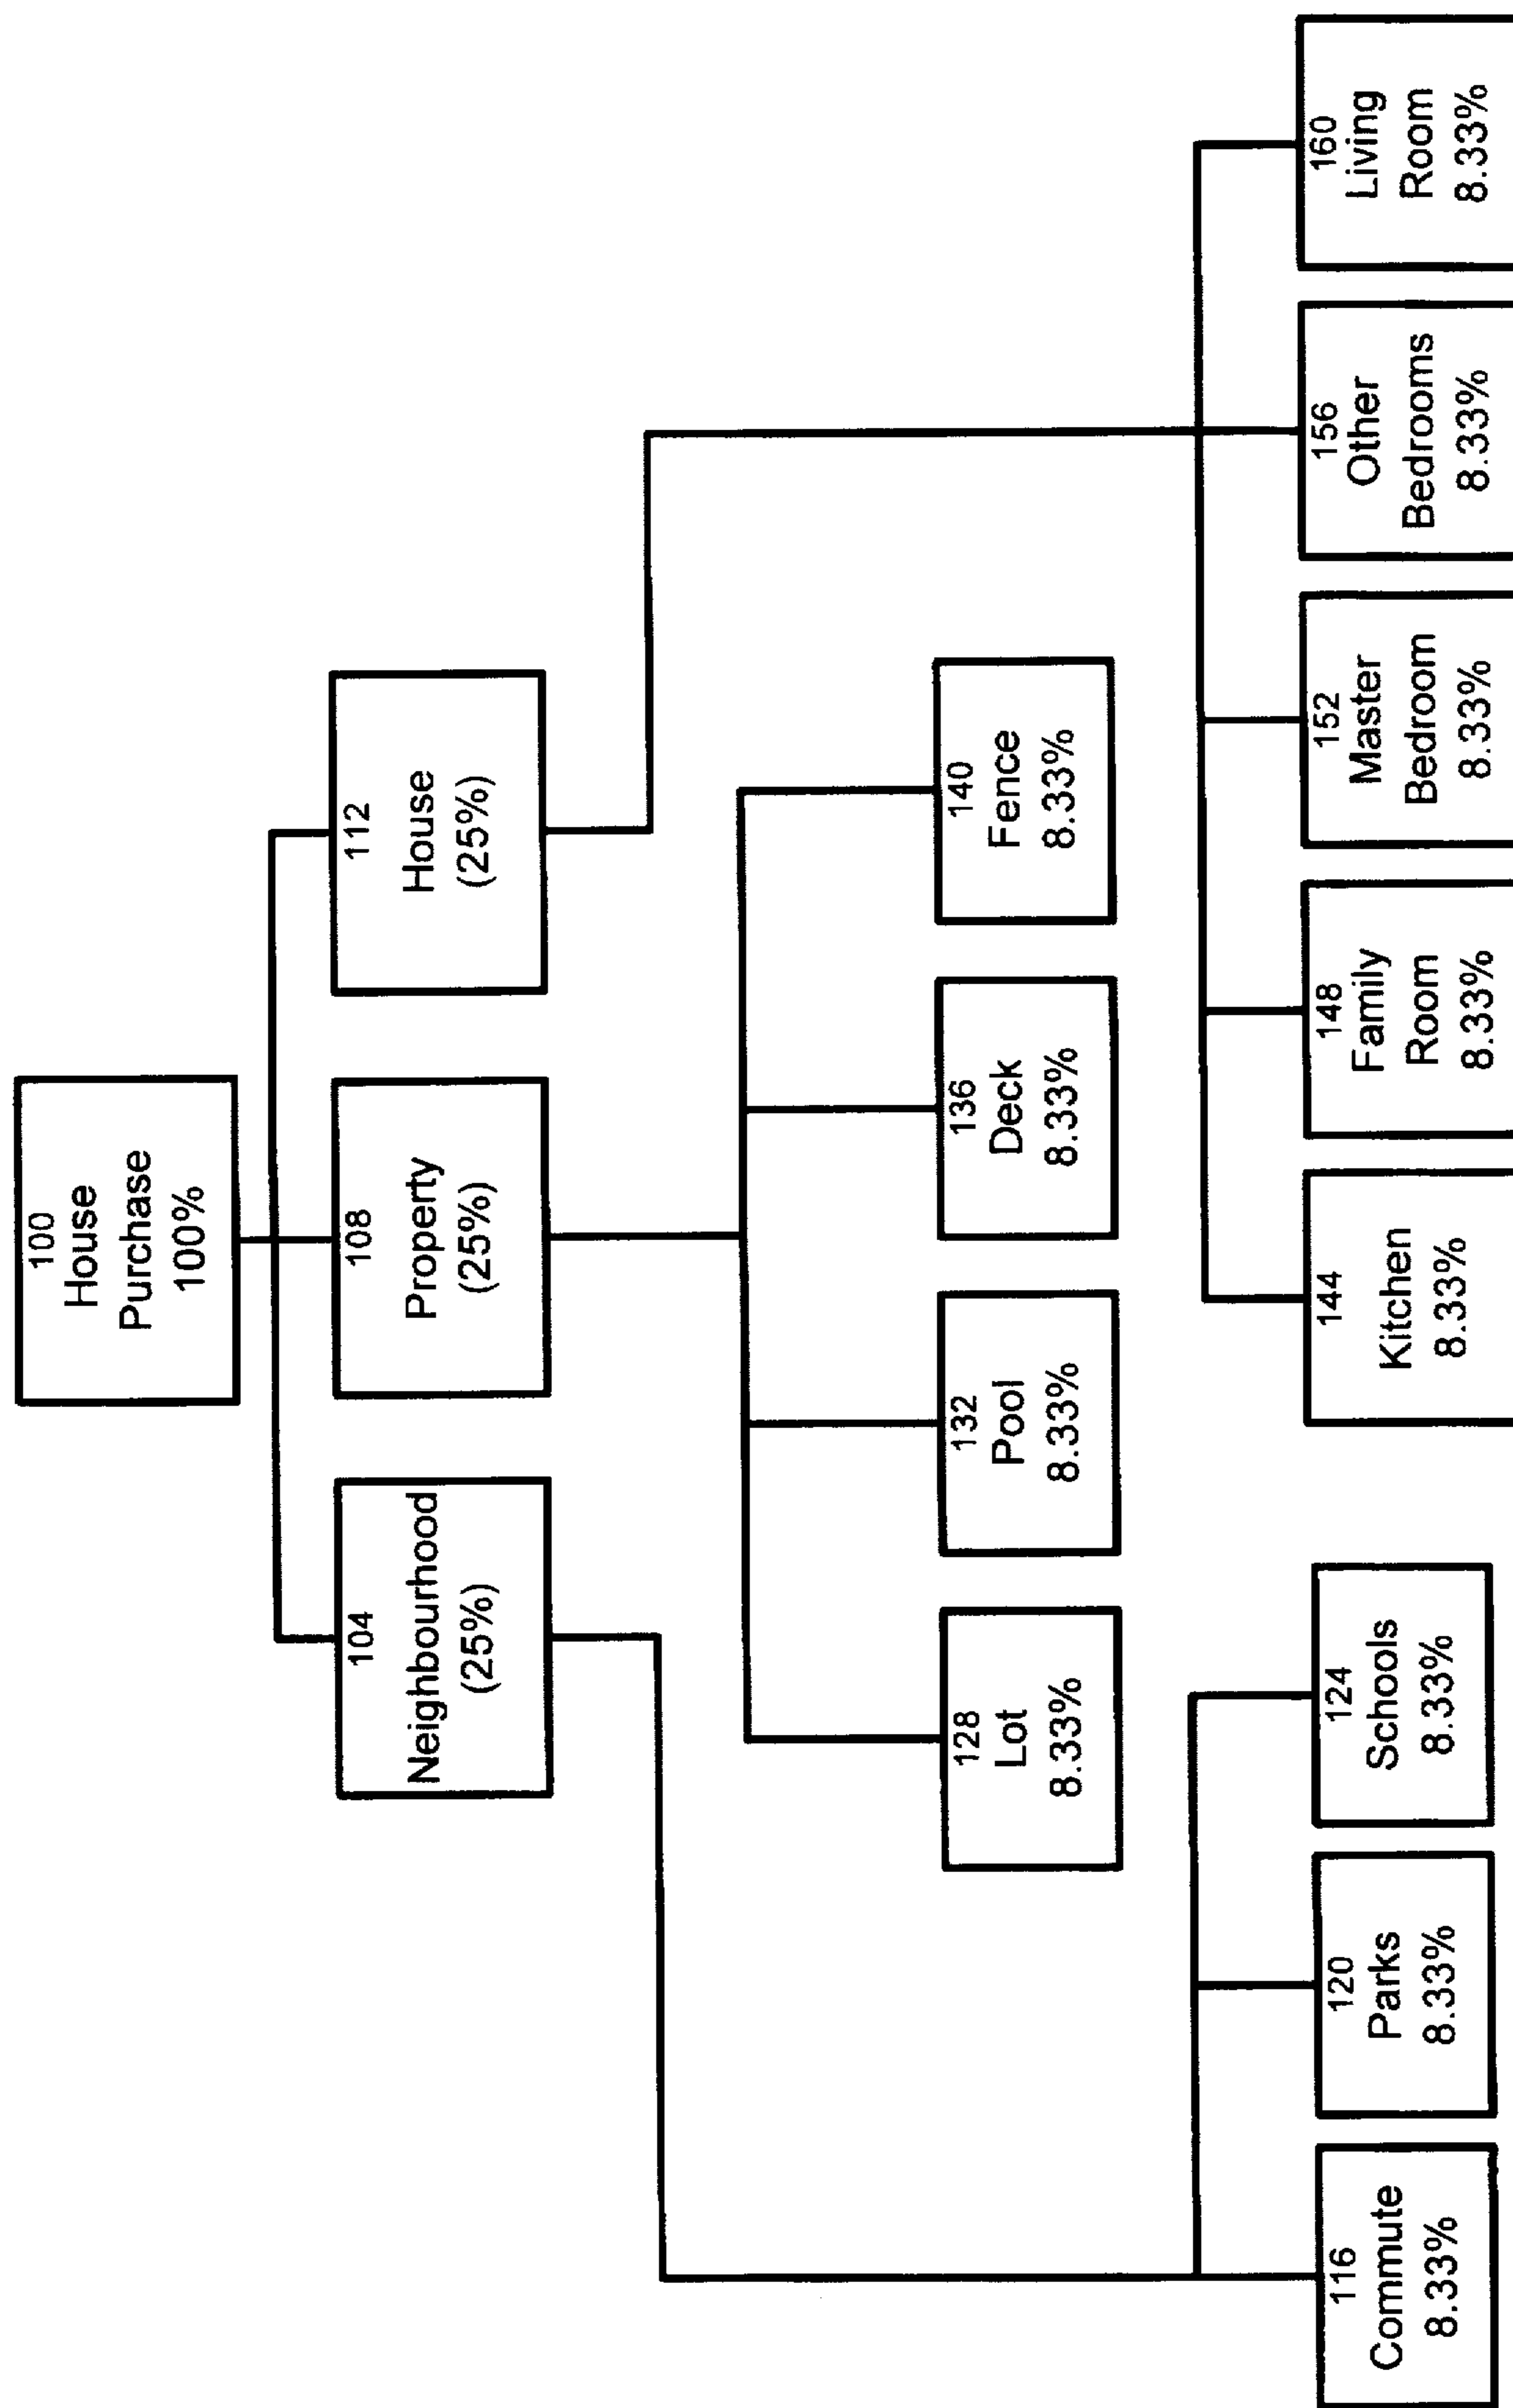 100
House
Purchase
100%
104
Neighbourhood
(25%)
108
Property
(25%)
112
House
(25%)
128
Lot
8.33%
132
Pool
8.33%
136
Deck
8.33%
140
Fence
8.33%
116
Commute
8.33%
120
Parks
8.33%
124
Schools
8.33%
144
Kitchen
8.33%
148
Family
Room
8.33%
152
Master
Bedroom
8.33%
156
Other
Bedrooms
8.33%
160
Living
Room
8.33%